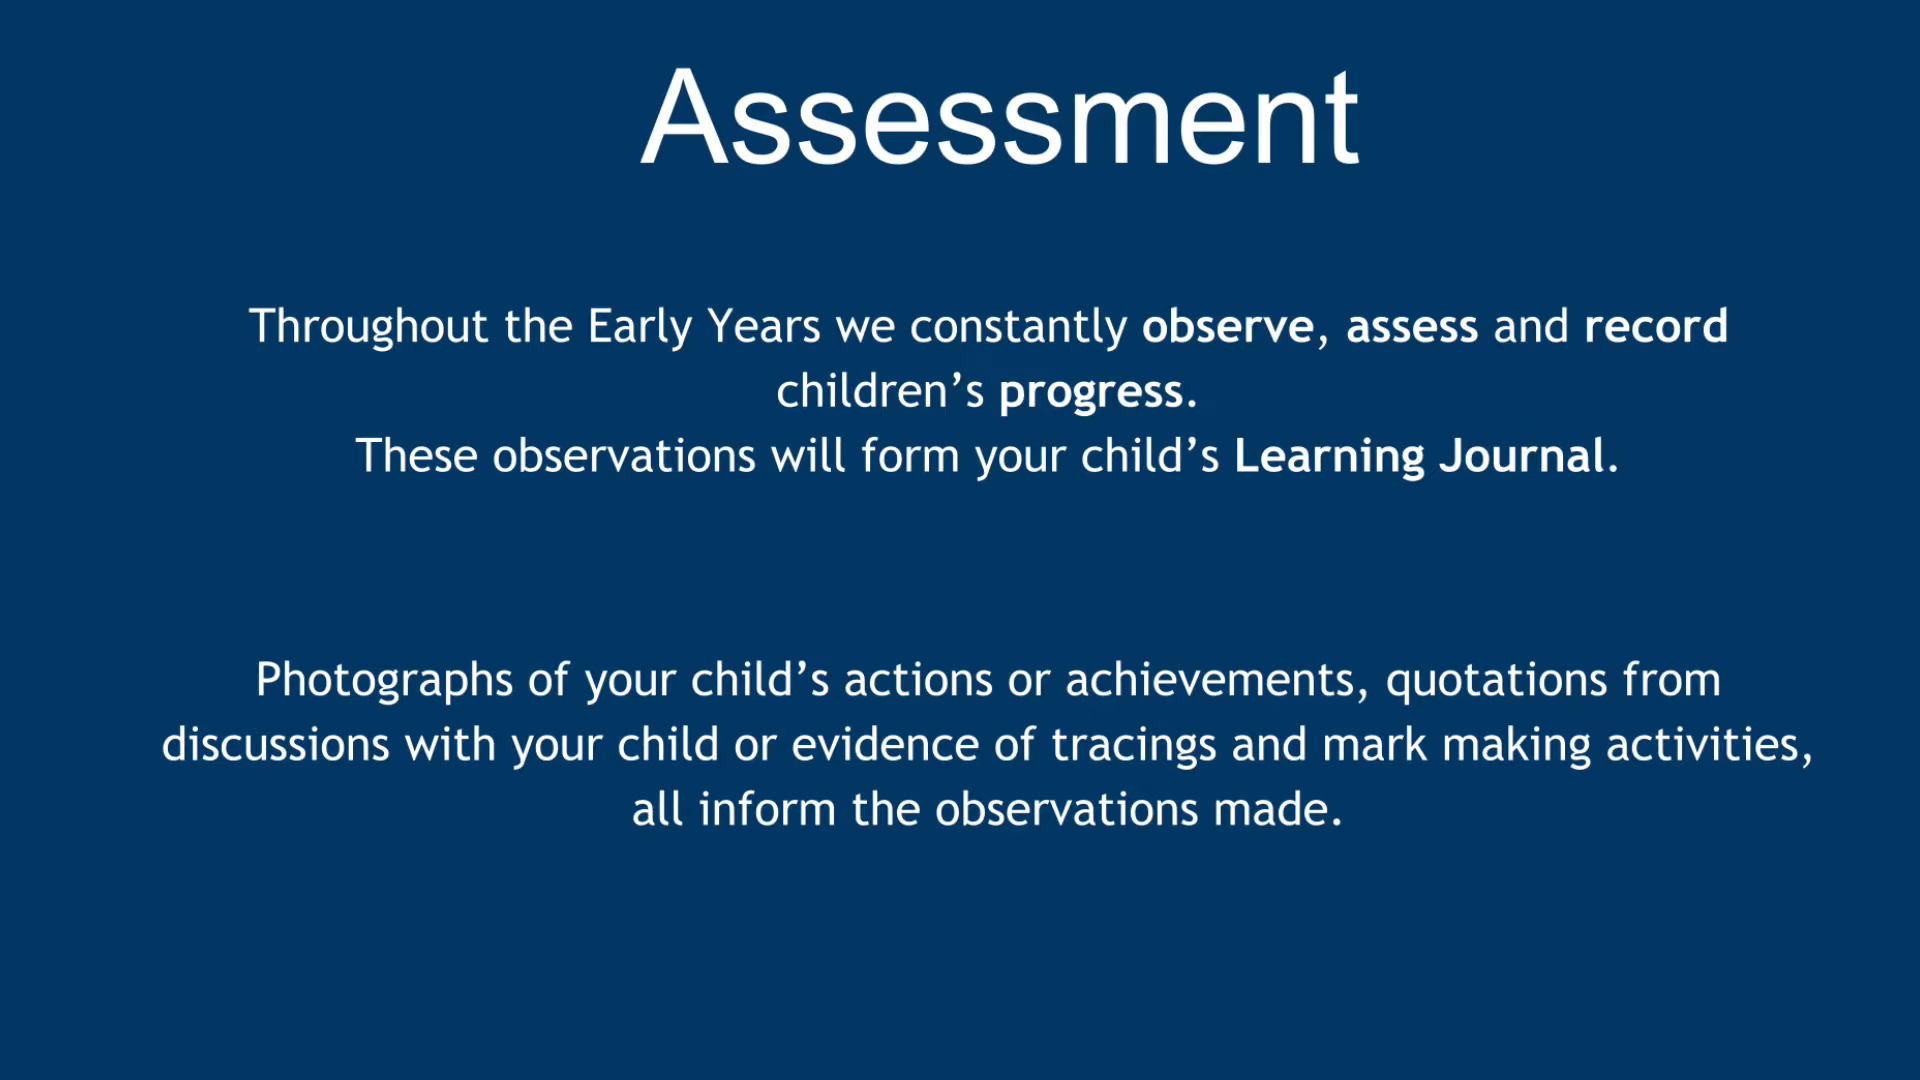 Assessment
Throughout the Early Years we constantly observe, assess and record
children’s progress.
These observations will form your child’s Learning Journal.
Photographs of your child’s actions or achievements, quotations from
discussions with your child or evidence of tracings and mark making activities,
all inform the observations made.